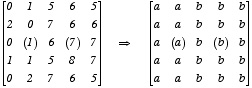 0 1 5 6 5 a a b b b
2 0 7 6 6 a a b b b
0 (1) 6 (7) 7 ⇒ a (a) b (b) b
1 1 5 8 7 a a b b b
0 2 7 6 5 a a b b b